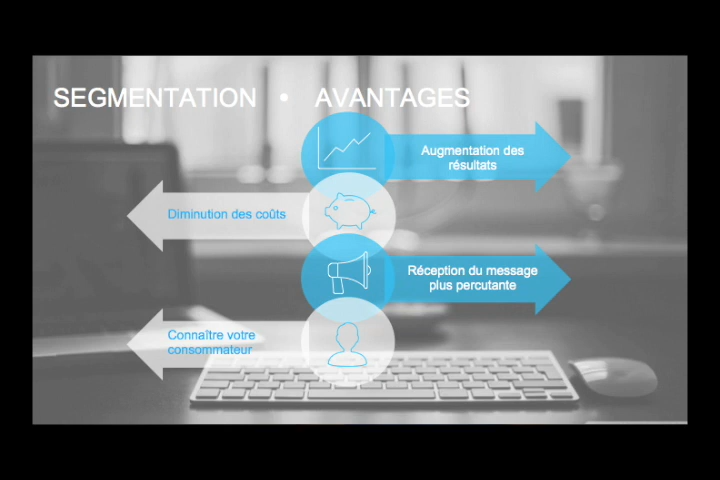 SEGMENTATION • AVANTAGES
Augmentation des
résultats
Diminution des coûts
Réception du message
plus percutante
Connaître votre
consommateur